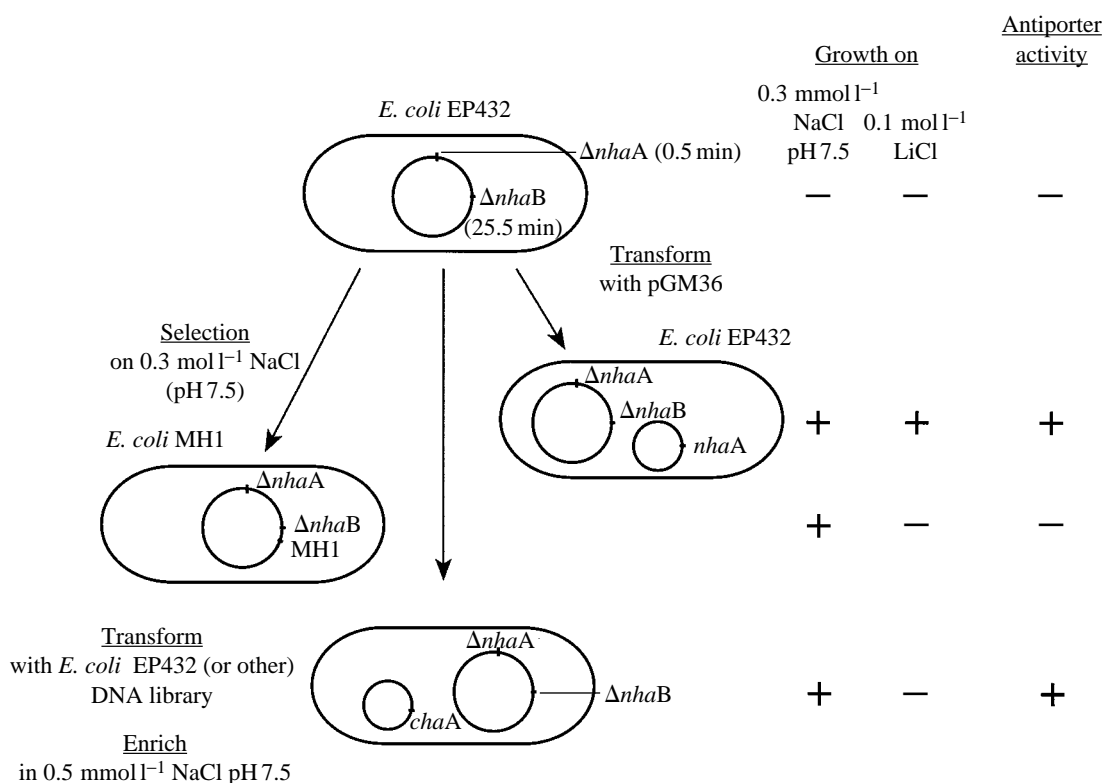 Antiporter
activity
Growth on
0.3 mmol l⁻¹
NaCl
pH 7.5
0.1 mol l⁻¹
LiCl
E. coli EP432
ΔnhaA (0.5 min)
ΔnhaB
(25.5 min)
− − −
Transform
with pGM36
Selection
on 0.3 mol l⁻¹ NaCl
(pH 7.5)
E. coli EP432
ΔnhaA
ΔnhaB
nhaA
+ + +
E. coli MH1
ΔnhaA
ΔnhaB
MH1
+ − −
Transform
with E. coli EP432 (or other)
DNA library
ΔnhaA
ΔnhaB
chaA
+ − +
Enrich
in 0.5 mmol l⁻¹ NaCl pH 7.5